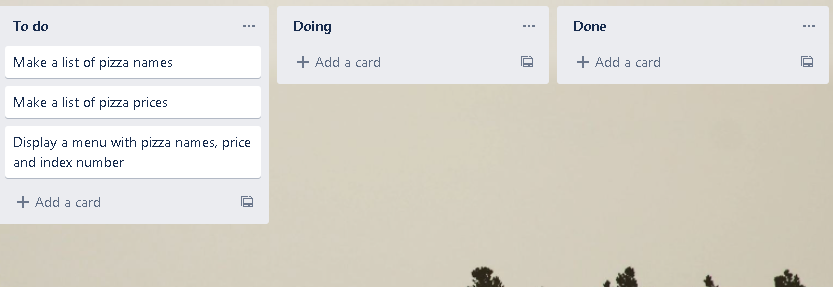 To do
Make a list of pizza names
Make a list of pizza prices
Display a menu with pizza names, price
and index number
Add a card
Doing
Add a card
Done
Add a card